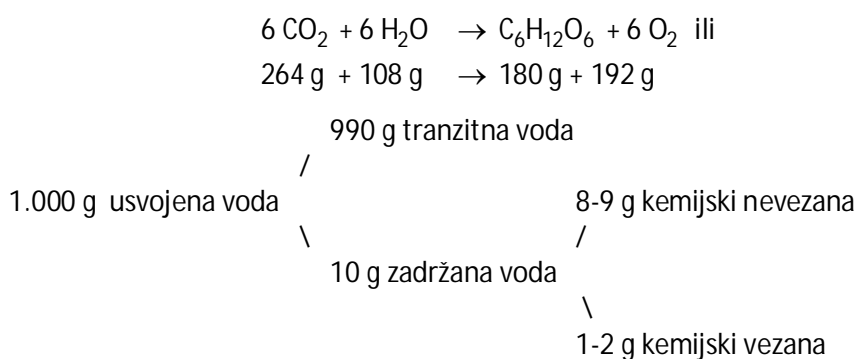 6 CO₂ + 6 H₂O → C₆H₁₂O₆ + 6 O₂ ili
264 g + 108 g → 180 g + 192 g
990 g tranzitna voda
/
1.000 g usvojena voda 8-9 g kemijski nevezana
\ /
10 g zadržana voda
\
1-2 g kemijski vezana